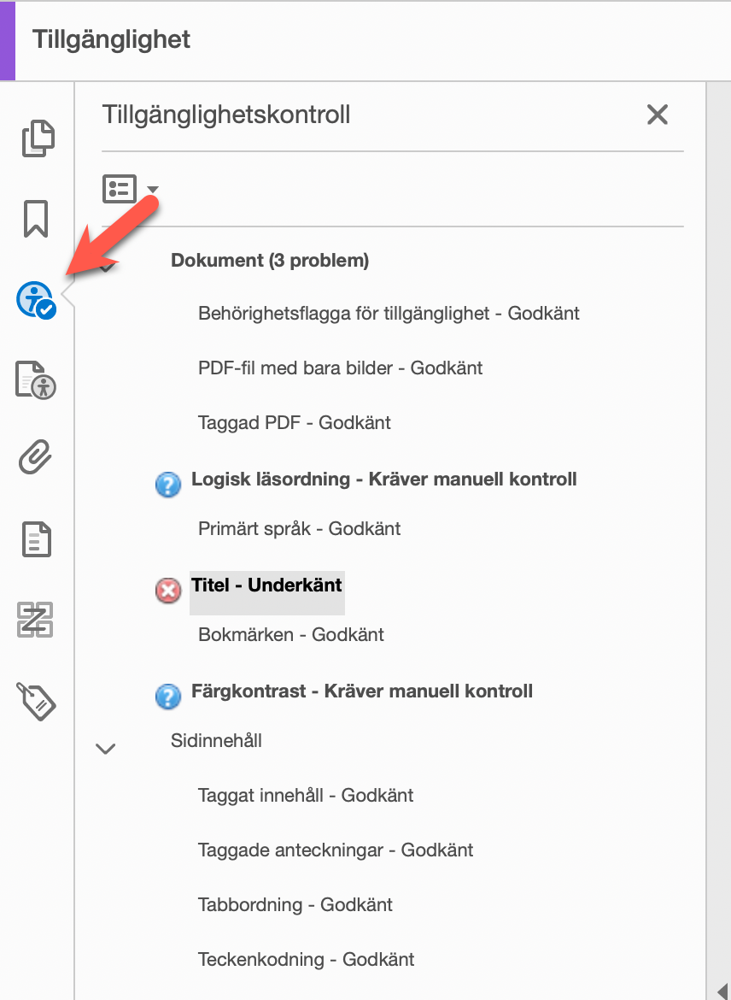 Tillgänglighet
Tillgänglighetskontroll
Dokument (3 problem)
Behörighetsflagga för tillgänglighet - Godkänt
PDF-fil med bara bilder - Godkänt
Taggad PDF - Godkänt
Logisk läsordning - Kräver manuell kontroll
Primärt språk - Godkänt
Titel - Underkänt
Bokmärken - Godkänt
Färgkontrast - Kräver manuell kontroll
Sidinnehåll
Taggat innehåll - Godkänt
Taggade anteckningar - Godkänt
Tabbordning - Godkänt
Teckenkodning - Godkänt